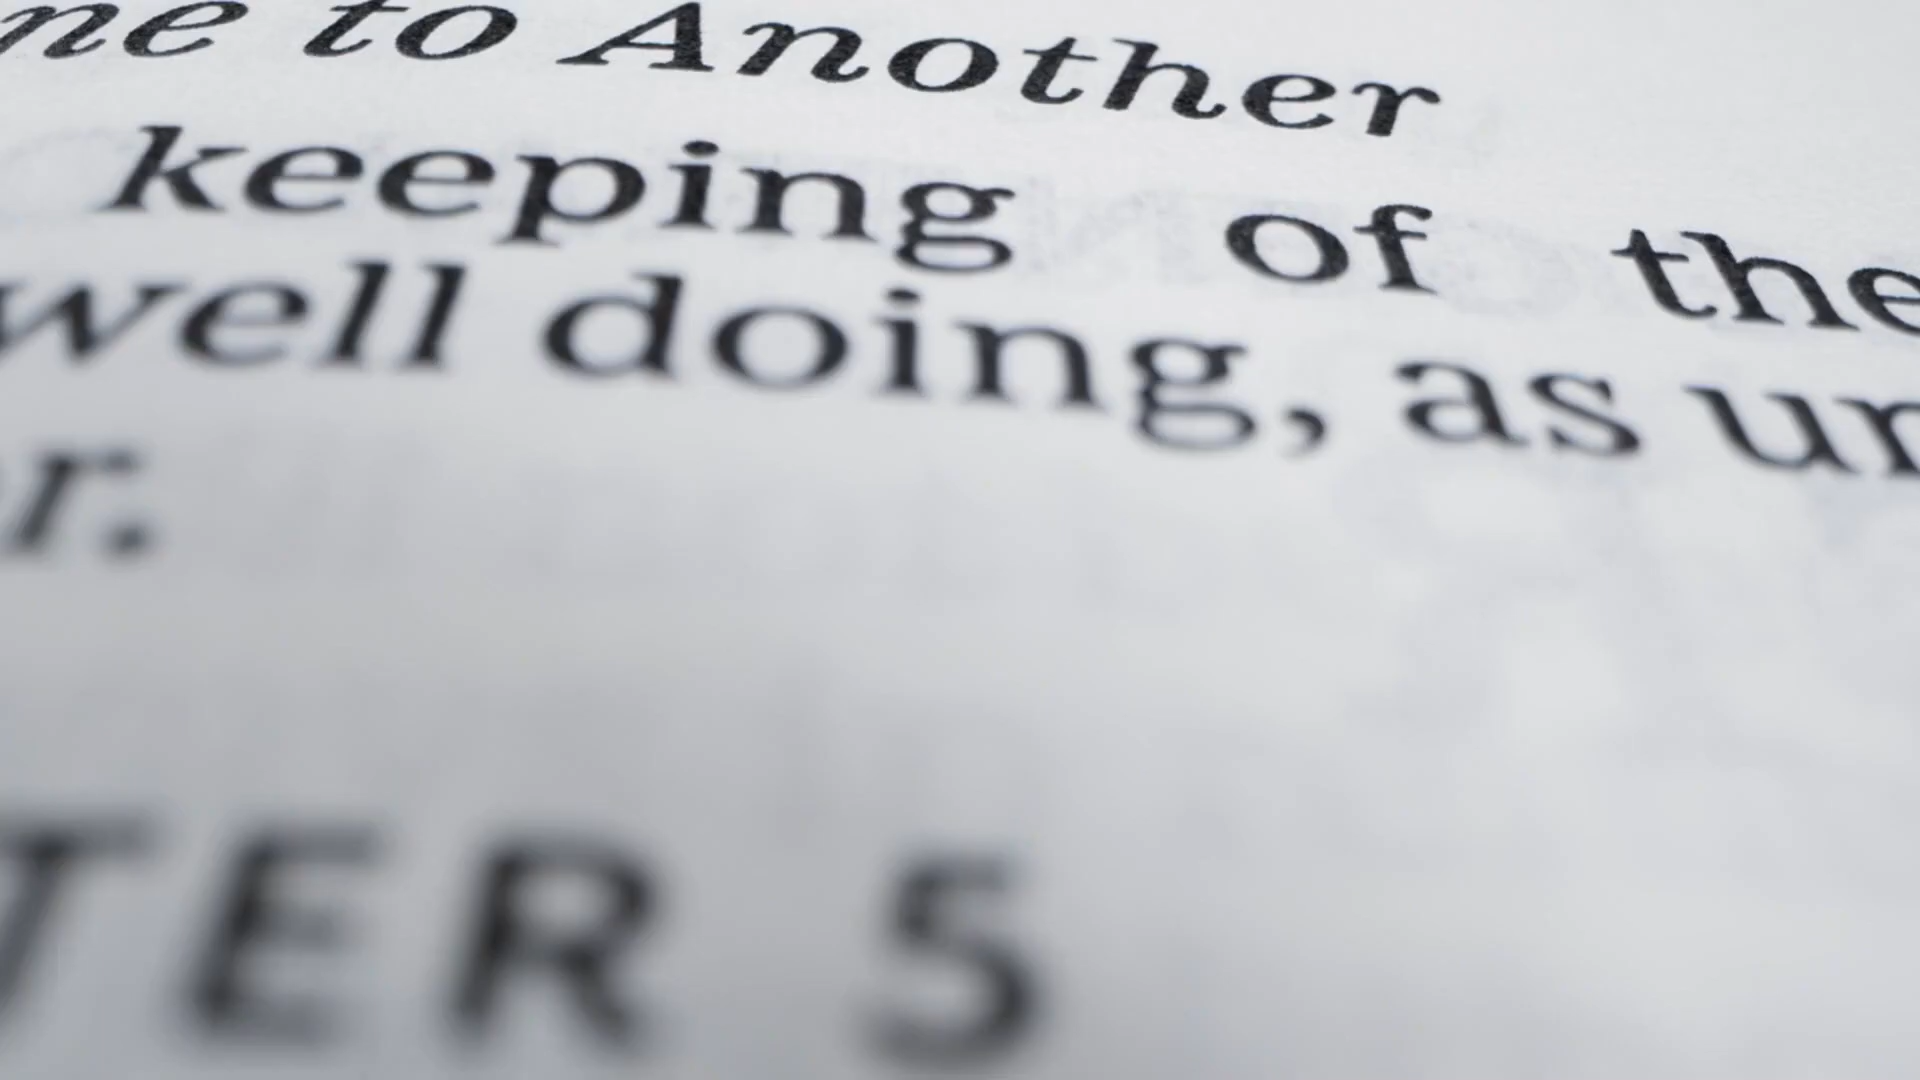 ne to Another
keeping of the
well doing, as un
r.
TER 5